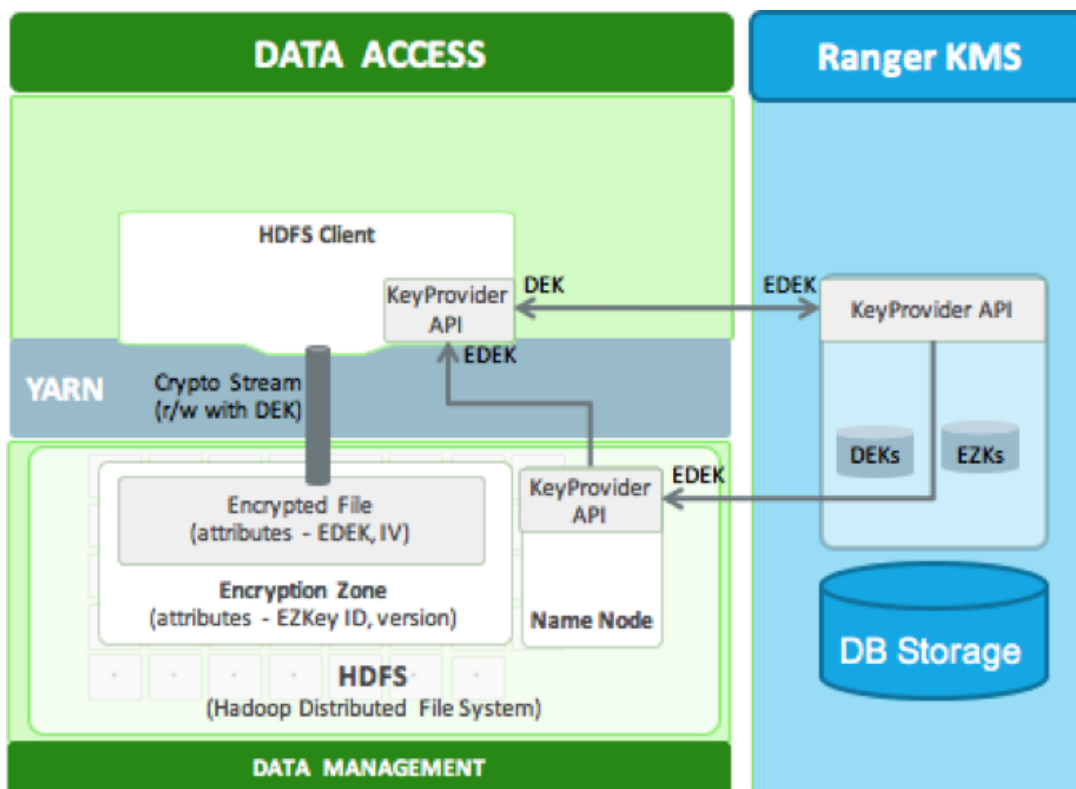 DATA ACCESS
Ranger KMS
HDFS Client
KeyProvider
API
DEK
EDEK
KeyProvider API
EDEK
YARN
Crypto Stream
(r/w with DEK)
DEKs
EZKs
Encrypted File
(attributes - EDEK, IV)
KeyProvider
API
EDEK
Encryption Zone
(attributes - EZKey ID, version)
Name Node
HDFS
(Hadoop Distributed File System)
DB Storage
DATA MANAGEMENT